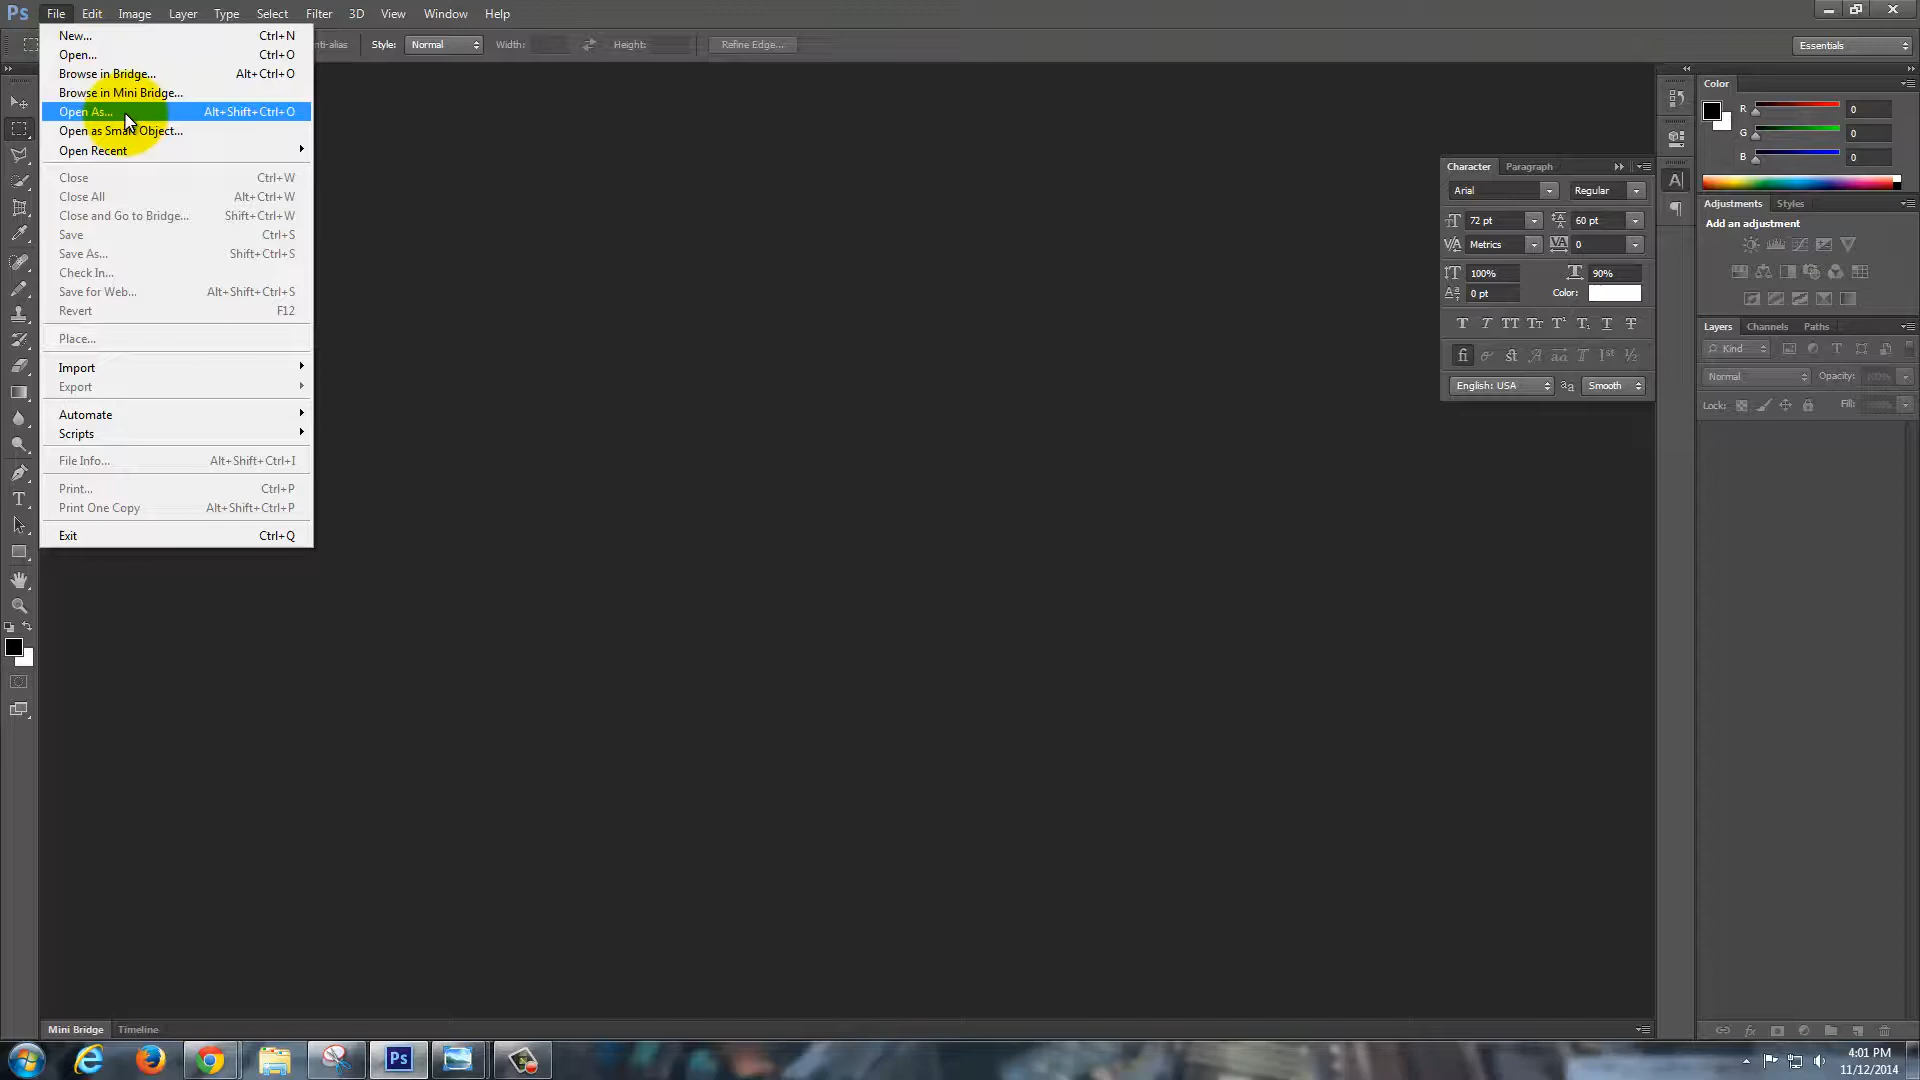 Ps File Edit Image Layer Type Select Filter 3D View Window Help
nti-alias Style: Normal Width: Height: Refine Edge... Essentials
New... Ctrl+N
Open... Ctrl+O
Browse in Bridge... Alt+Ctrl+O
Browse in Mini Bridge...
Open As... Alt+Shift+Ctrl+O
Open as Smart Object...
Open Recent
Close Ctrl+W
Close All Alt+Ctrl+W
Close and Go to Bridge... Shift+Ctrl+W
Save Ctrl+S
Save As... Shift+Ctrl+S
Check In...
Save for Web... Alt+Shift+Ctrl+S
Revert F12
Place...
Import
Export
Automate
Scripts
File Info... Alt+Shift+Ctrl+I
Print... Ctrl+P
Print One Copy Alt+Shift+Ctrl+P
Exit Ctrl+Q
Character Paragraph
Arial Regular
72 pt 60 pt
Metrics 0
100% 90%
0 pt Color:
English: USA Smooth
Color
R 0
G 0
B 0
Adjustments Styles
Add an adjustment
Layers Channels Paths
Kind
Normal Opacity: 100%
Lock: Fill:
Mini Bridge Timeline
Ps
4:01 PM
11/12/2014